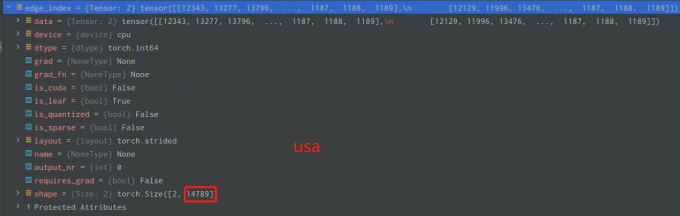 edge_index = {Tensor: 2} tensor([[12343, 13277, 13796,  ...,  1187,  1188,  1189],\n        [12129, 11996, 13476,  ...,  1187,  1188,  1189]])
data = {Tensor: 2} tensor([[12343, 13277, 13796,  ...,  1187,  1188,  1189],\n        [12129, 11996, 13476,  ...,  1187,  1188,  1189]])
device = {device} cpu
dtype = {dtype} torch.int64
grad = {NoneType} None
grad_fn = {NoneType} None
is_cuda = {bool} False
is_leaf = {bool} True
is_quantized = {bool} False
is_sparse = {bool} False
usa
layout = {layout} torch.strided
name = {NoneType} None
output_nr = {int} 0
requires_grad = {bool} False
shape = {Size: 2} torch.Size([2, 14789])
Protected Attributes